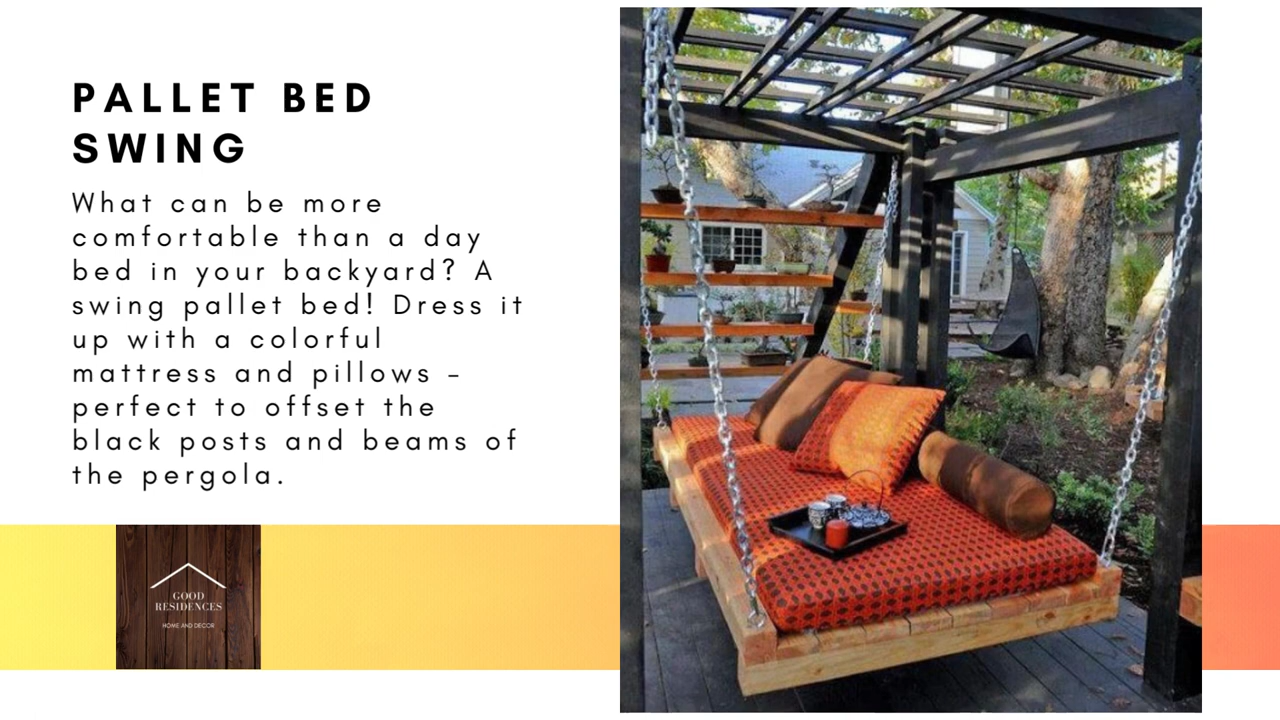 PALLET BED
SWING
What can be more
comfortable than a day
bed in your backyard? A
swing pallet bed! Dress it
up with a colorful
mattress and pillows -
perfect to offset the
black posts and beams of
the pergola.
GOOD
RESIDENCES
HOME AND DECOR